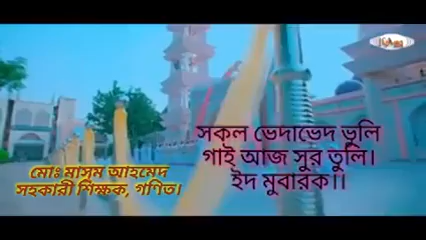 সকল ভেদাভেদ ভুলি
গাই আজ সুর তুলি।
ইদ মুবারক।।
মোঃ মাসুম আহমেদ
সহকারী শিক্ষক, গণিত।